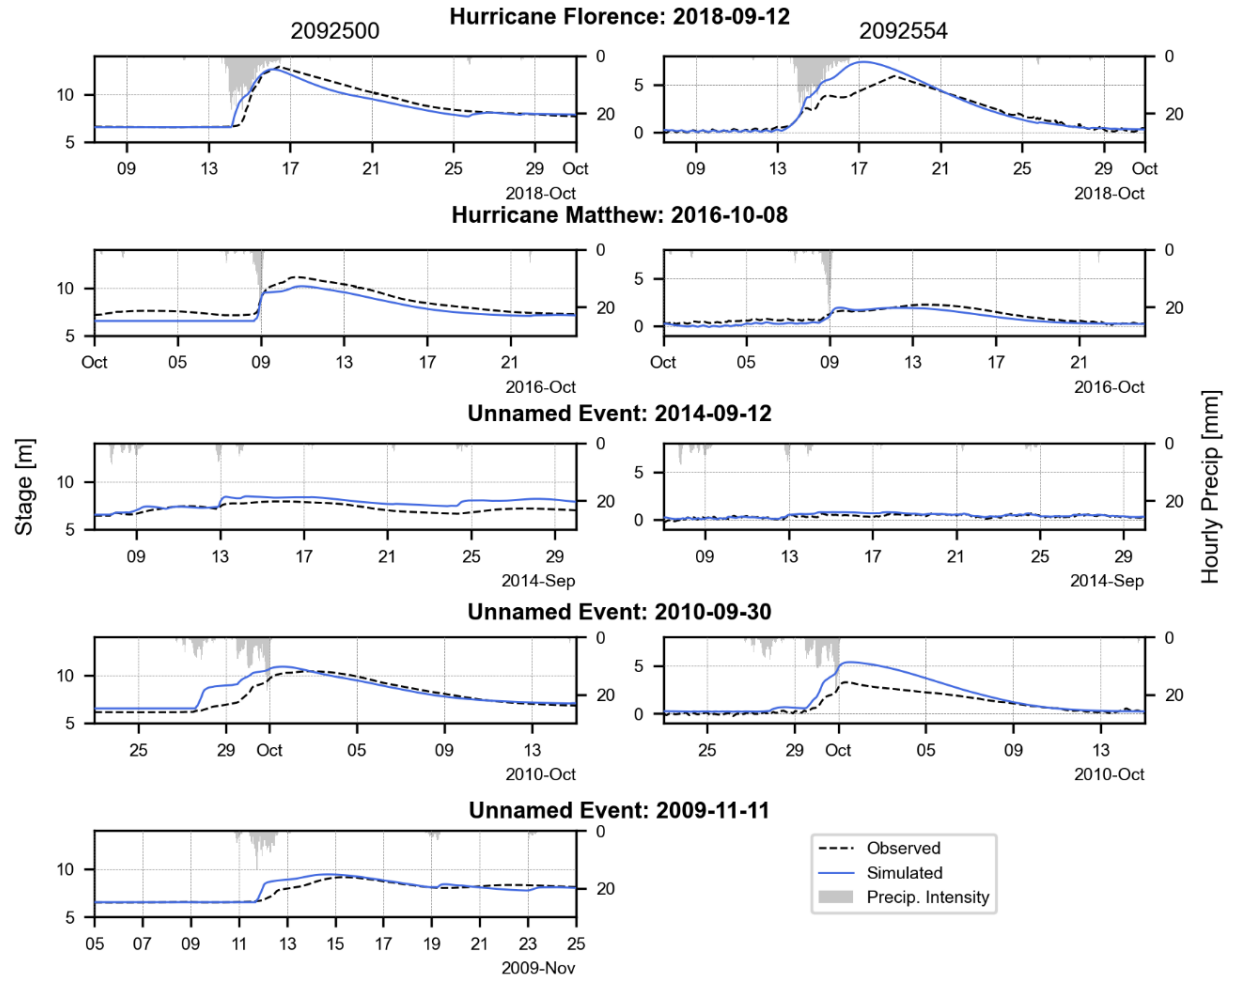 Hurricane Florence: 2018-09-12
2092500
2092554
10
5
0
20
09 13 17 21 25 29 Oct
2018-Oct
5
0
0
20
09 13 17 21 25 29 Oct
2018-Oct
Hurricane Matthew: 2016-10-08
10
5
0
20
Oct 05 09 13 17 21
2016-Oct
5
0
0
20
Oct 05 09 13 17 21
2016-Oct
Unnamed Event: 2014-09-12
10
5
0
20
09 13 17 21 25 29
2014-Sep
5
0
0
20
09 13 17 21 25 29
2014-Sep
Unnamed Event: 2010-09-30
10
5
0
20
25 29 Oct 05 09 13
2010-Oct
5
0
0
20
25 29 Oct 05 09 13
2010-Oct
Unnamed Event: 2009-11-11
10
5
0
20
05 07 09 11 13 15 17 19 21 23 25
2009-Nov
Observed
Simulated
Precip. Intensity
Stage [m]
Hourly Precip [mm]